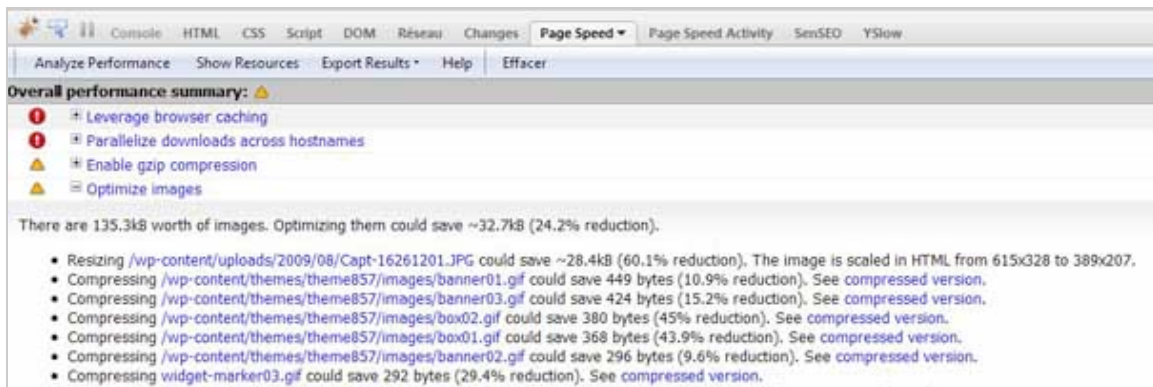 Console HTML CSS Script DOM Réseau Changes Page Speed Page Speed Activity SenSEO YSlow
Analyze Performance Show Resources Export Results Help Effacer
Overall performance summary:
Leverage browser caching
Parallelize downloads across hostnames
Enable gzip compression
Optimize images
There are 135.3kB worth of images. Optimizing them could save ~32.7kB (24.2% reduction).
• Resizing /wp-content/uploads/2009/08/Capt-16261201.JPG could save ~28.4kB (60.1% reduction). The image is scaled in HTML from 615x328 to 389x207.
• Compressing /wp-content/themes/theme857/images/banner01.gif could save 449 bytes (10.9% reduction). See compressed version.
• Compressing /wp-content/themes/theme857/images/banner03.gif could save 424 bytes (15.2% reduction). See compressed version.
• Compressing /wp-content/themes/theme857/images/box02.gif could save 380 bytes (45% reduction). See compressed version.
• Compressing /wp-content/themes/theme857/images/box01.gif could save 368 bytes (43.9% reduction). See compressed version.
• Compressing /wp-content/themes/theme857/images/banner02.gif could save 296 bytes (9.6% reduction). See compressed version.
• Compressing widget-marker03.gif could save 292 bytes (29.4% reduction). See compressed version.